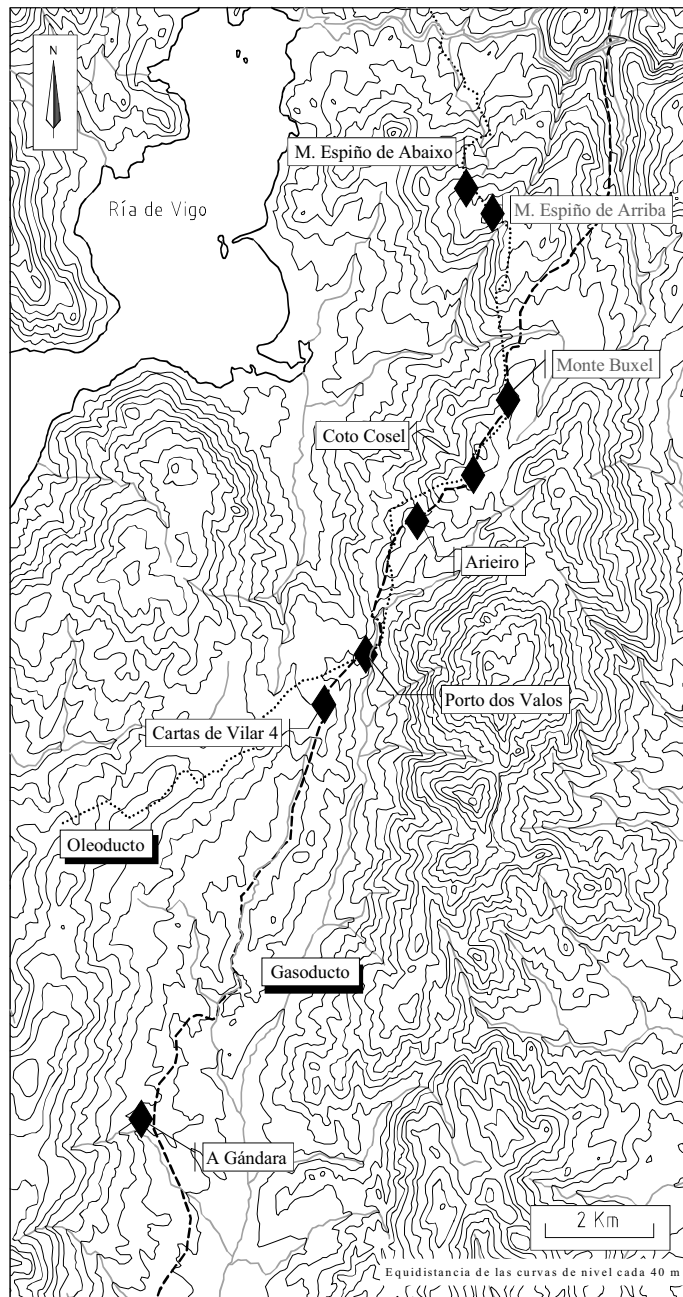 N
M. Espiño de Abaixo
Ría de Vigo
M. Espiño de Arriba
Monte Buxel
Coto Cosel
Arieiro
Porto dos Valos
Cartas de Vilar 4
Oleoducto
Gasoducto
A Gándara
2 Km
Equidistancia de las curvas de nivel cada 40 m